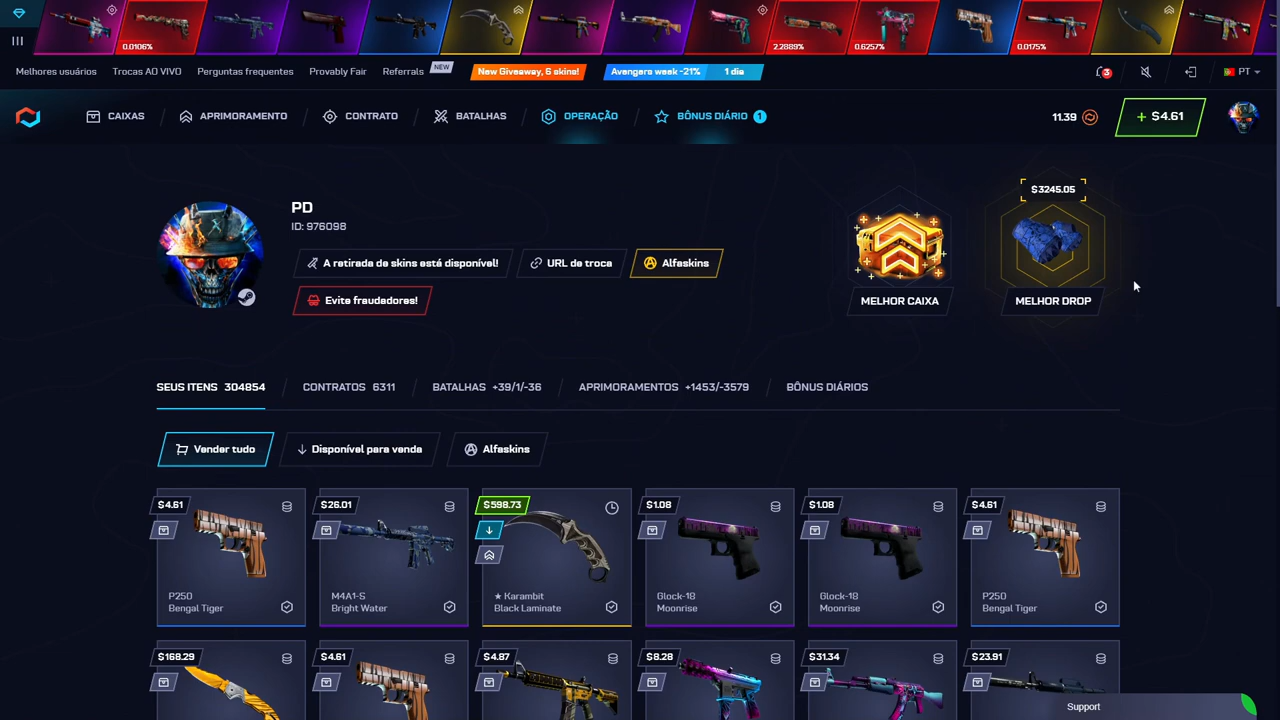 0.0106%
2.2889%
0.6257%
0.0175%
Melhores usuários
Trocas AO VIVO
Perguntas frequentes
Provably Fair
Referrals
NEW
New Giveaway, 6 skins!
Avengers week -21%
1 dia
3
PT
CAIXAS
APRIMORAMENTO
CONTRATO
BATALHAS
OPERAÇÃO
BÔNUS DIÁRIO 1
11.39
+ $4.61
PD
ID: 976098
A retirada de skins está disponível!
URL de troca
Alfaskins
Evite fraudadores!
MELHOR CAIXA
$3245.05
MELHOR DROP
SEUS ITENS 304854
CONTRATOS 6311
BATALHAS +39/1/-36
APRIMORAMENTOS +1453/-3579
BÔNUS DIÁRIOS
Vender tudo
Disponível para venda
Alfaskins
$4.61
P250
Bengal Tiger
$26.01
M4A1-S
Bright Water
$598.73
★ Karambit
Black Laminate
$1.08
Glock-18
Moonrise
$1.08
Glock-18
Moonrise
$4.61
P250
Bengal Tiger
$168.29
$4.61
$4.87
$8.28
$31.34
$23.91
Support